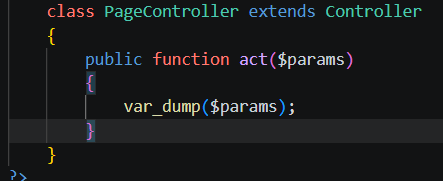 class PageController extends Controller
{
public function act($params)
{
var_dump($params);
}
}
?>